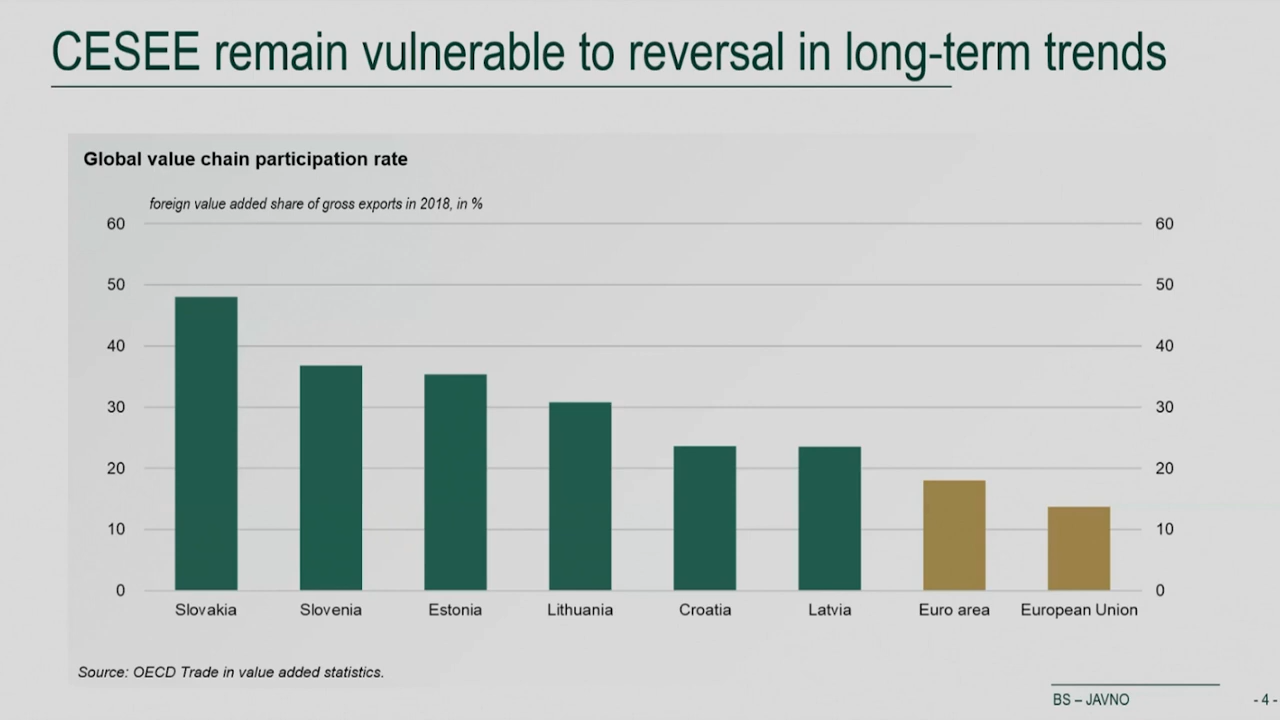 CESEE remain vulnerable to reversal in long-term trends
Global value chain participation rate
foreign value added share of gross exports in 2018, in %
60 60
50 50
40 40
30 30
20 20
10 10
0 0
Slovakia Slovenia Estonia Lithuania Croatia Latvia Euro area European Union
Source: OECD Trade in value added statistics.
BS – JAVNO - 4 -